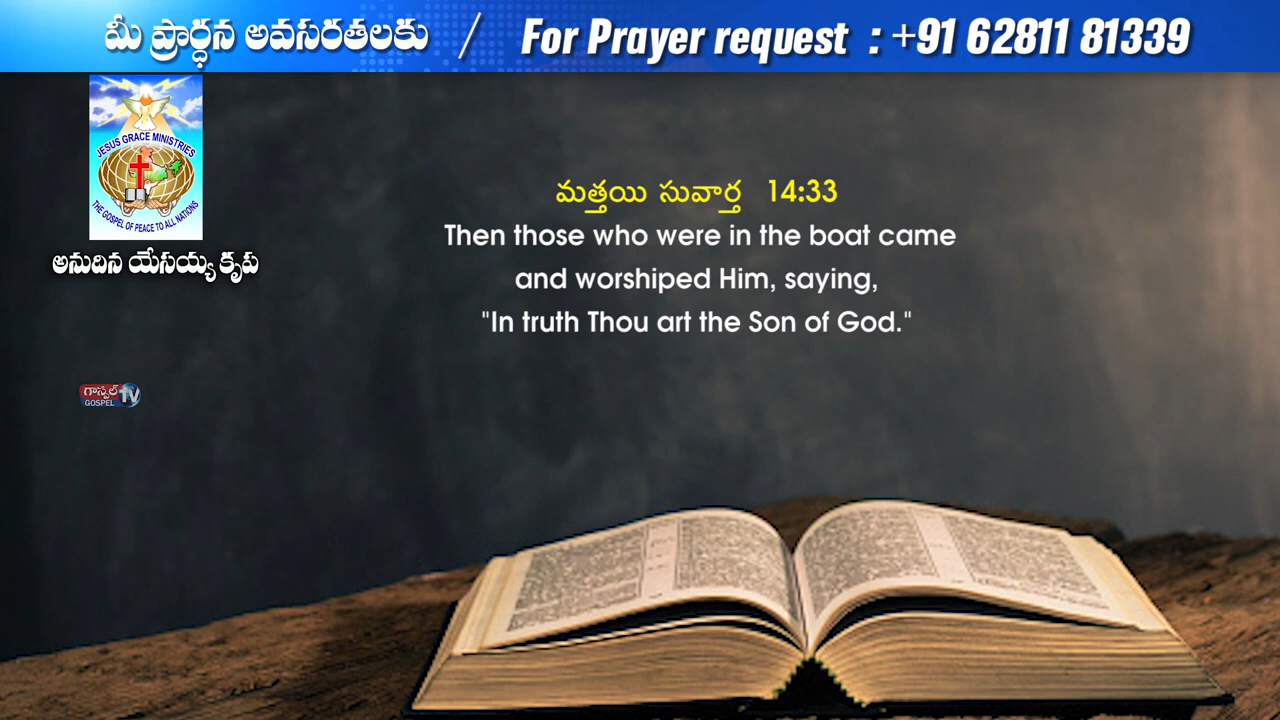 మీ ప్రార్ధన అవసరతలకు / For Prayer request : +91 62811 81339
JESUS GRACE MINISTRIES
THE GOSPEL OF PEACE TO ALL NATIONS
అనుదిన యేసయ్య కృప
మత్తయి సువార్త 14:33
Then those who were in the boat came
and worshiped Him, saying,
"In truth Thou art the Son of God."
గాస్పల్ TV
GOSPEL